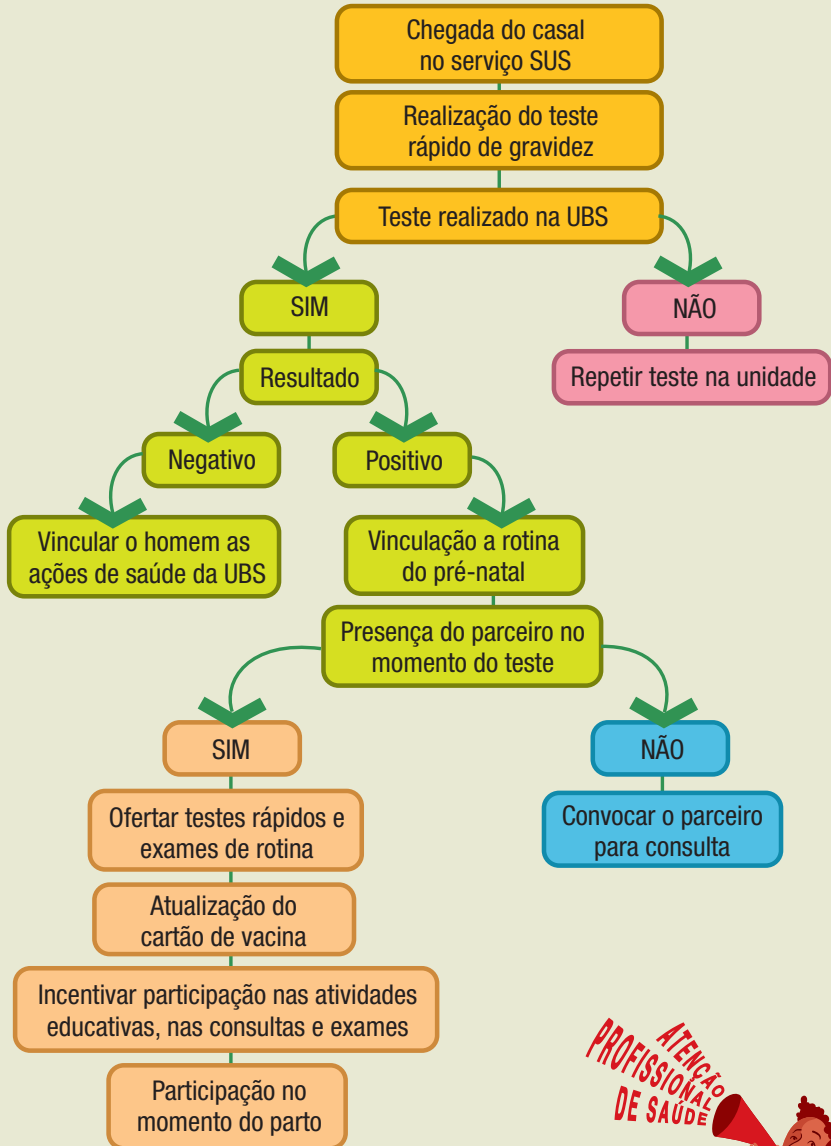 Chegada do casal
no serviço SUS
Realização do teste
rápido de gravidez
Teste realizado na UBS
SIM
NÃO
Resultado
Repetir teste na unidade
Negativo
Positivo
Vincular o homem as
ações de saúde da UBS
Vinculação a rotina
do pré-natal
Presença do parceiro no
momento do teste
SIM
NÃO
Ofertar testes rápidos e
exames de rotina
Convocar o parceiro
para consulta
Atualização do
cartão de vacina
Incentivar participação nas atividades
educativas, nas consultas e exames
Participação no
momento do parto
ATENÇÃO
PROFISSIONAL
DE SAÚDE